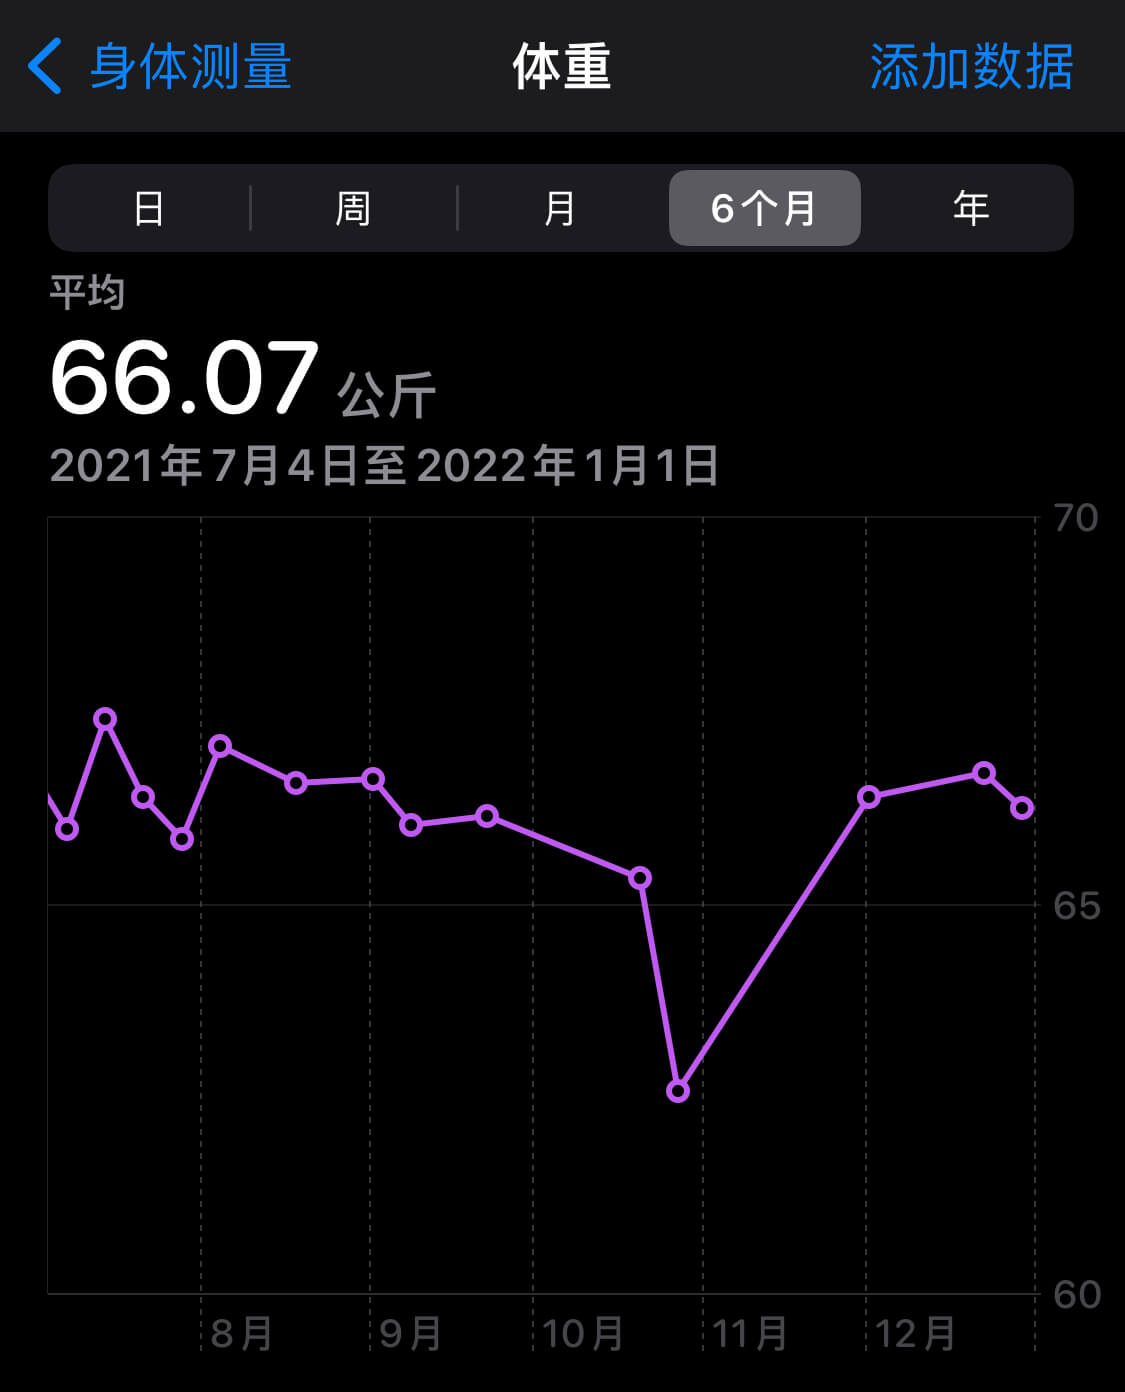 身体测量 体重 添加数据
日 周 月 6个月 年
平均
66.07 公斤
2021年7月4日至2022年1月1日
70
65
60
8月 9月 10月 11月 12月